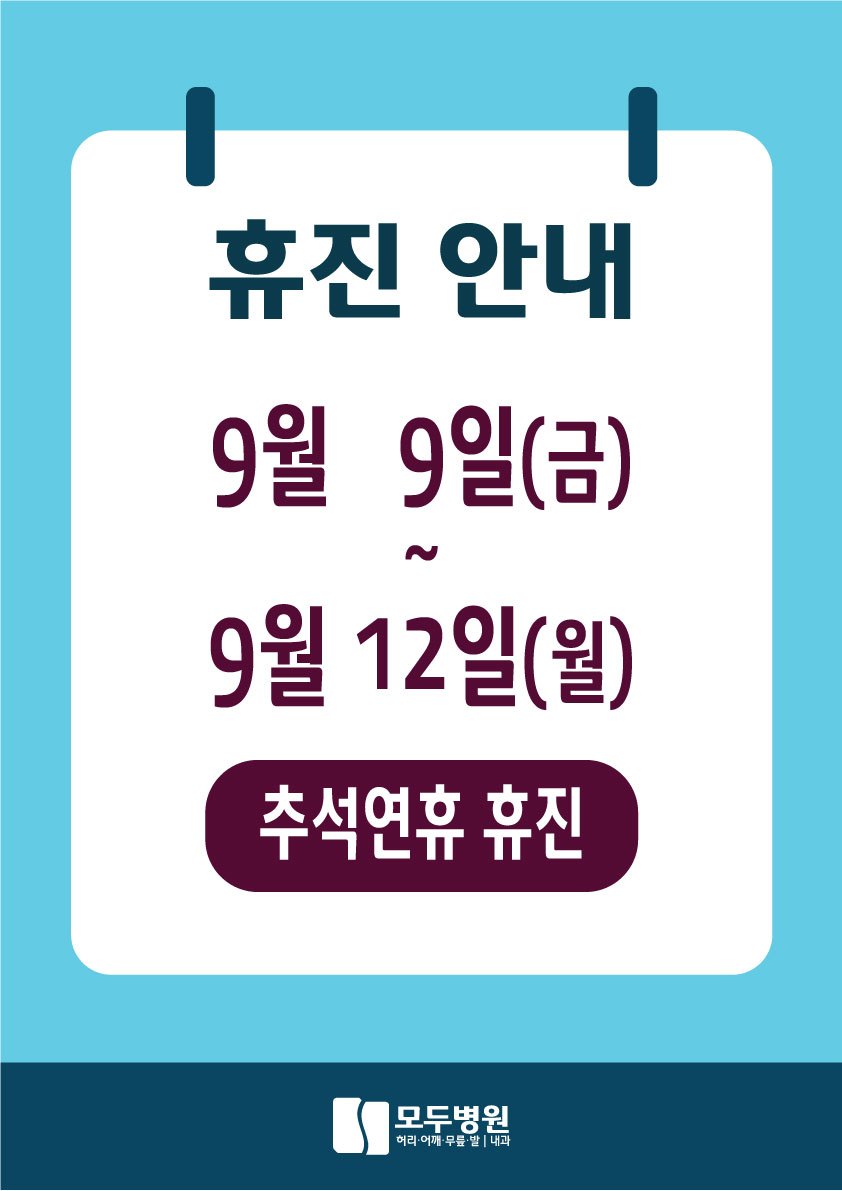 휴진 안내
9월 9일(금)
~
9월 12일(월)
추석연휴 휴진
모두병원
허리·어깨·무릎·발 | 내과